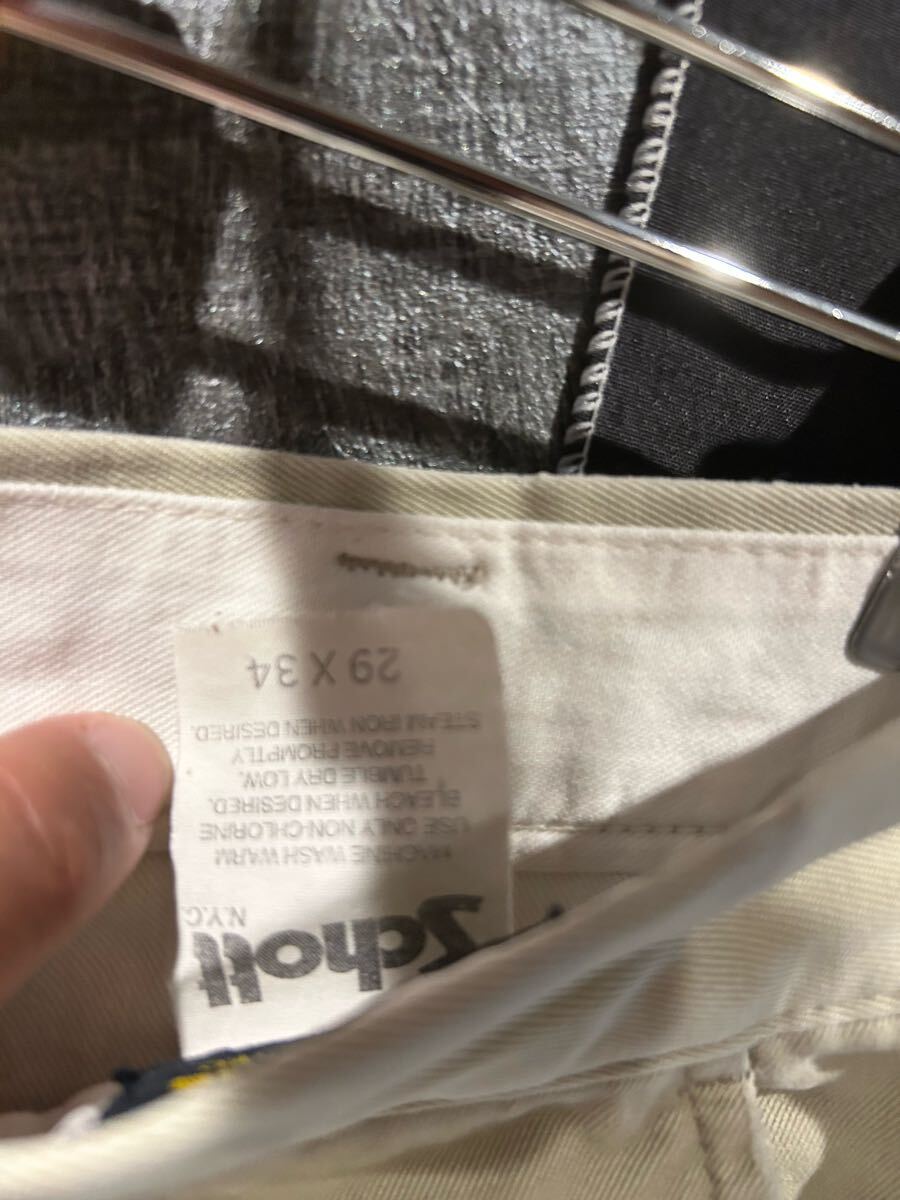 Schott
N.Y.C.
MACHINE WASH WARM
USE ONLY NON-CHLORINE
BLEACH WHEN DESIRED.
TUMBLE DRY LOW.
REMOVE PROMPTLY
STEAM IRON WHEN DESIRED.
29 X 34